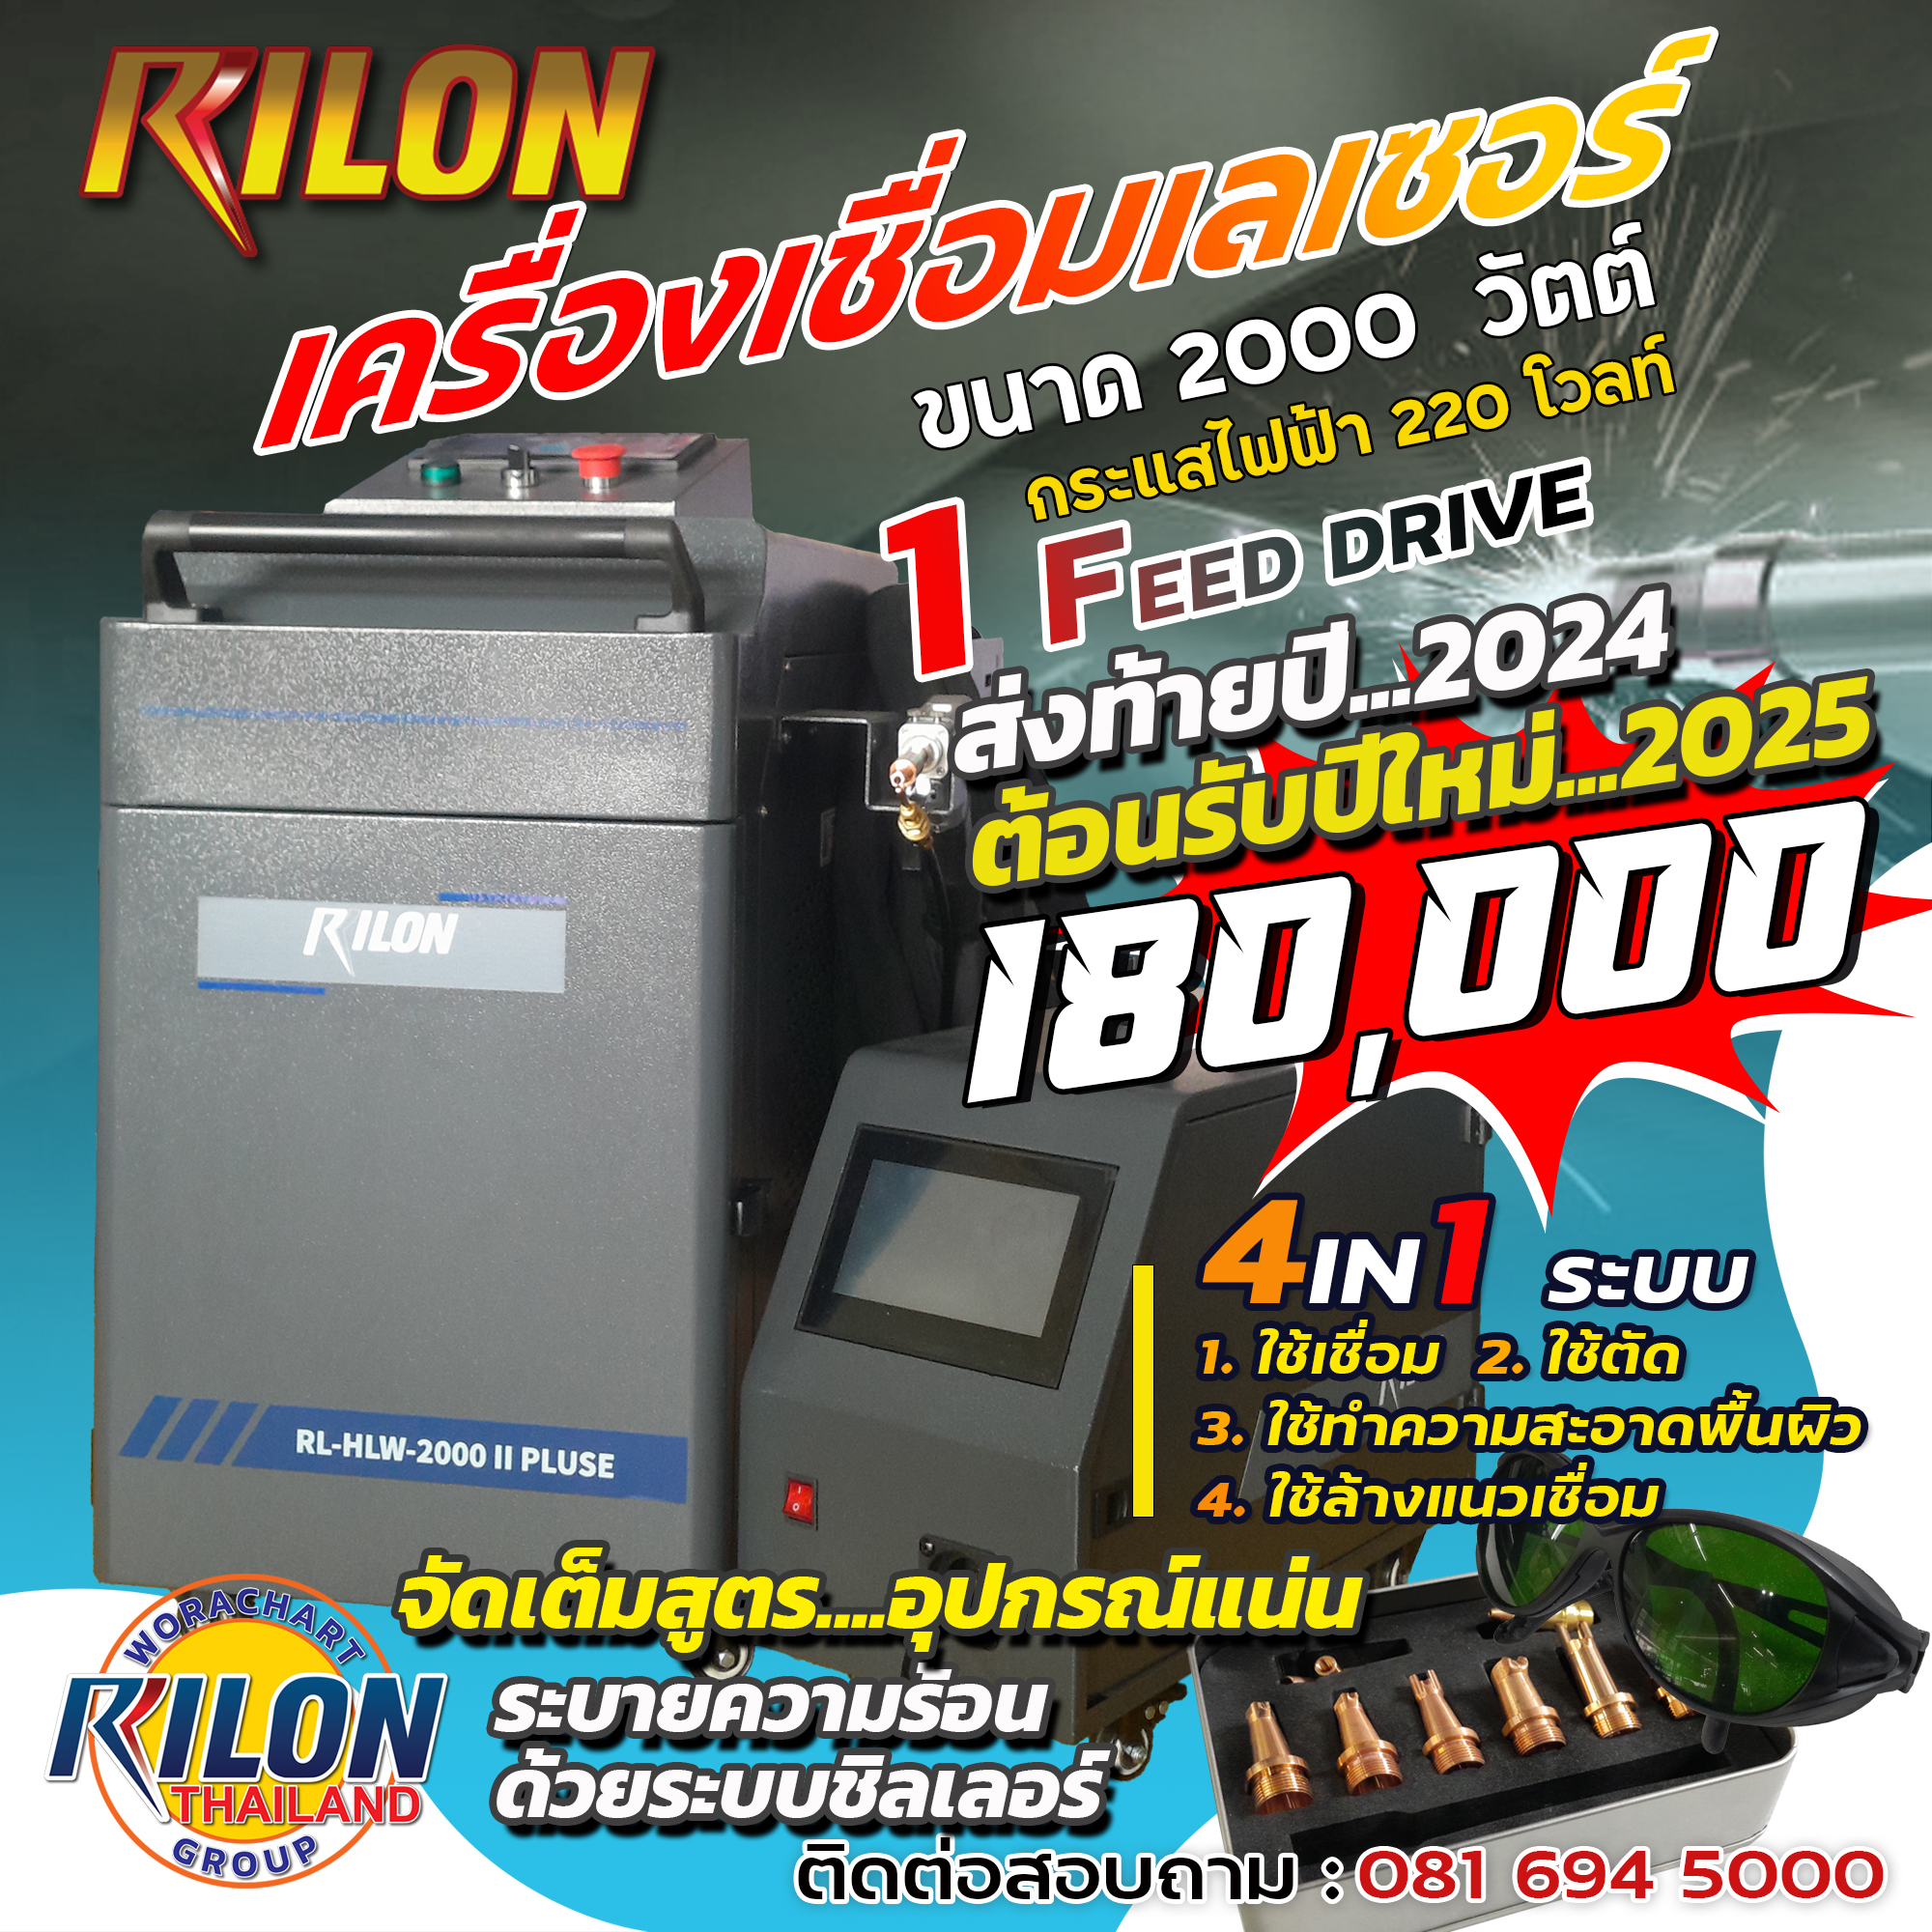 RILON
เครื่องเชื่อมเลเซอร์
ขนาด 2000 วัตต์
กระแสไฟฟ้า 220 โวลท์
1 FEED DRIVE
ส่งท้ายปี...2024
ต้อนรับปีใหม่...2025
180,000
RILON
4IN1 ระบบ
1. ใช้เชื่อม 2. ใช้ตัด
3. ใช้ทำความสะอาดพื้นผิว
4. ใช้ล้างแนวเชื่อม
RL-HLW-2000 II PLUSE
จัดเต็มสูตร....อุปกรณ์แน่น
ระบายความร้อน
ด้วยระบบชิลเลอร์
WORACHART
RILON
THAILAND
GROUP
ติดต่อสอบถาม : 081 694 5000